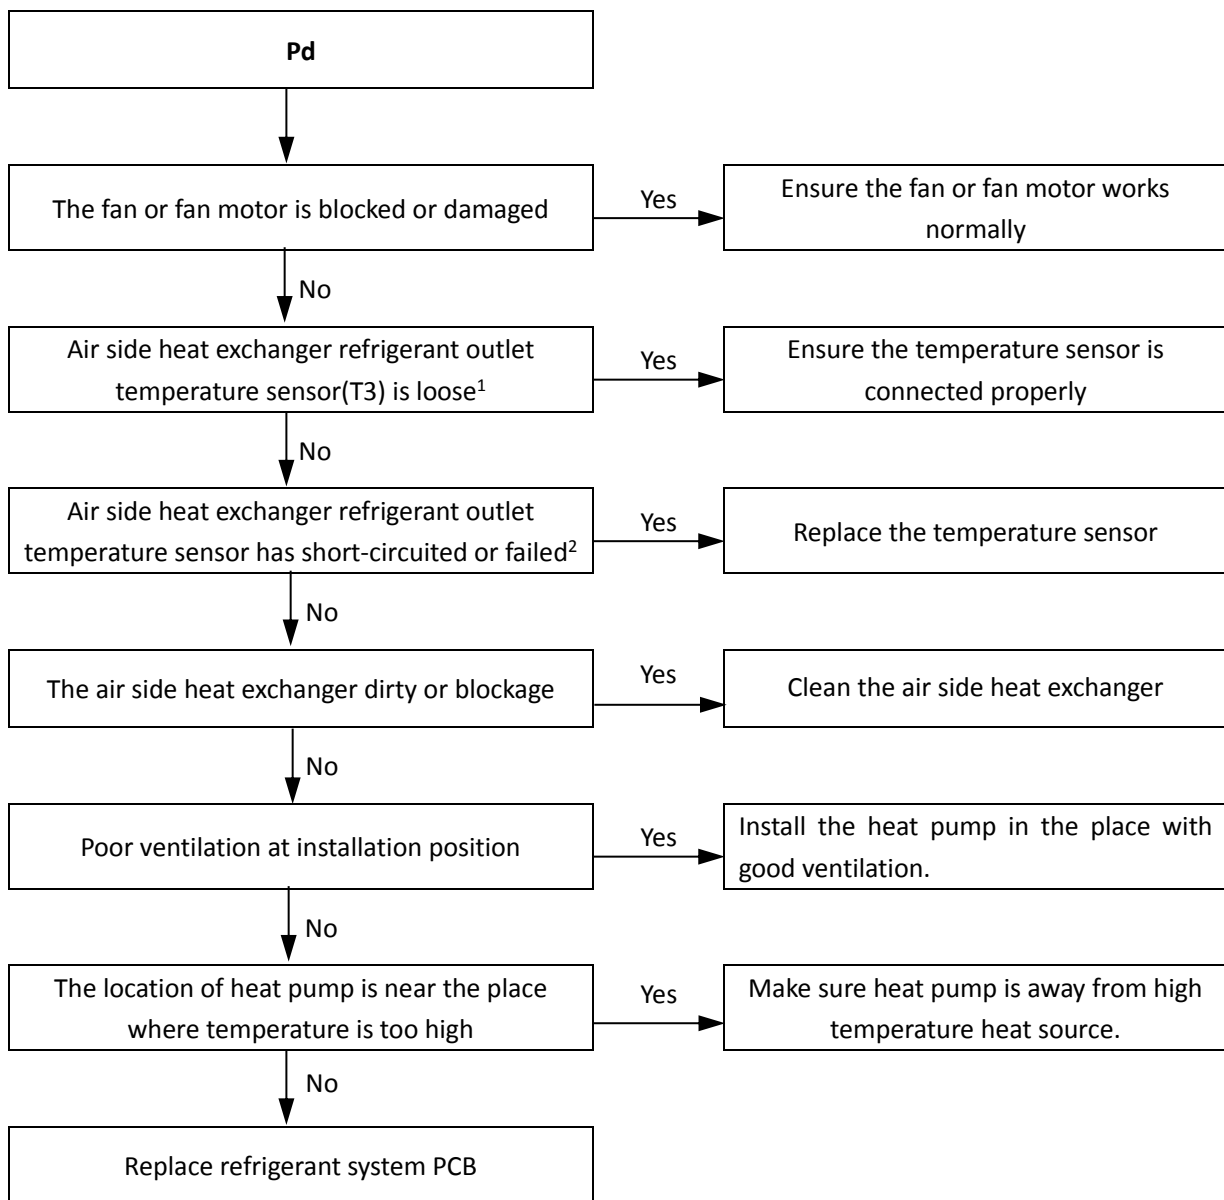 Pd
The fan or fan motor is blocked or damaged
Yes
Ensure the fan or fan motor works
normally
No
Air side heat exchanger refrigerant outlet
temperature sensor(T3) is loose¹
Yes
Ensure the temperature sensor is
connected properly
No
Air side heat exchanger refrigerant outlet
temperature sensor has short-circuited or failed²
Yes
Replace the temperature sensor
No
The air side heat exchanger dirty or blockage
Yes
Clean the air side heat exchanger
No
Poor ventilation at installation position
Yes
Install the heat pump in the place with
good ventilation.
No
The location of heat pump is near the place
where temperature is too high
Yes
Make sure heat pump is away from high
temperature heat source.
No
Replace refrigerant system PCB